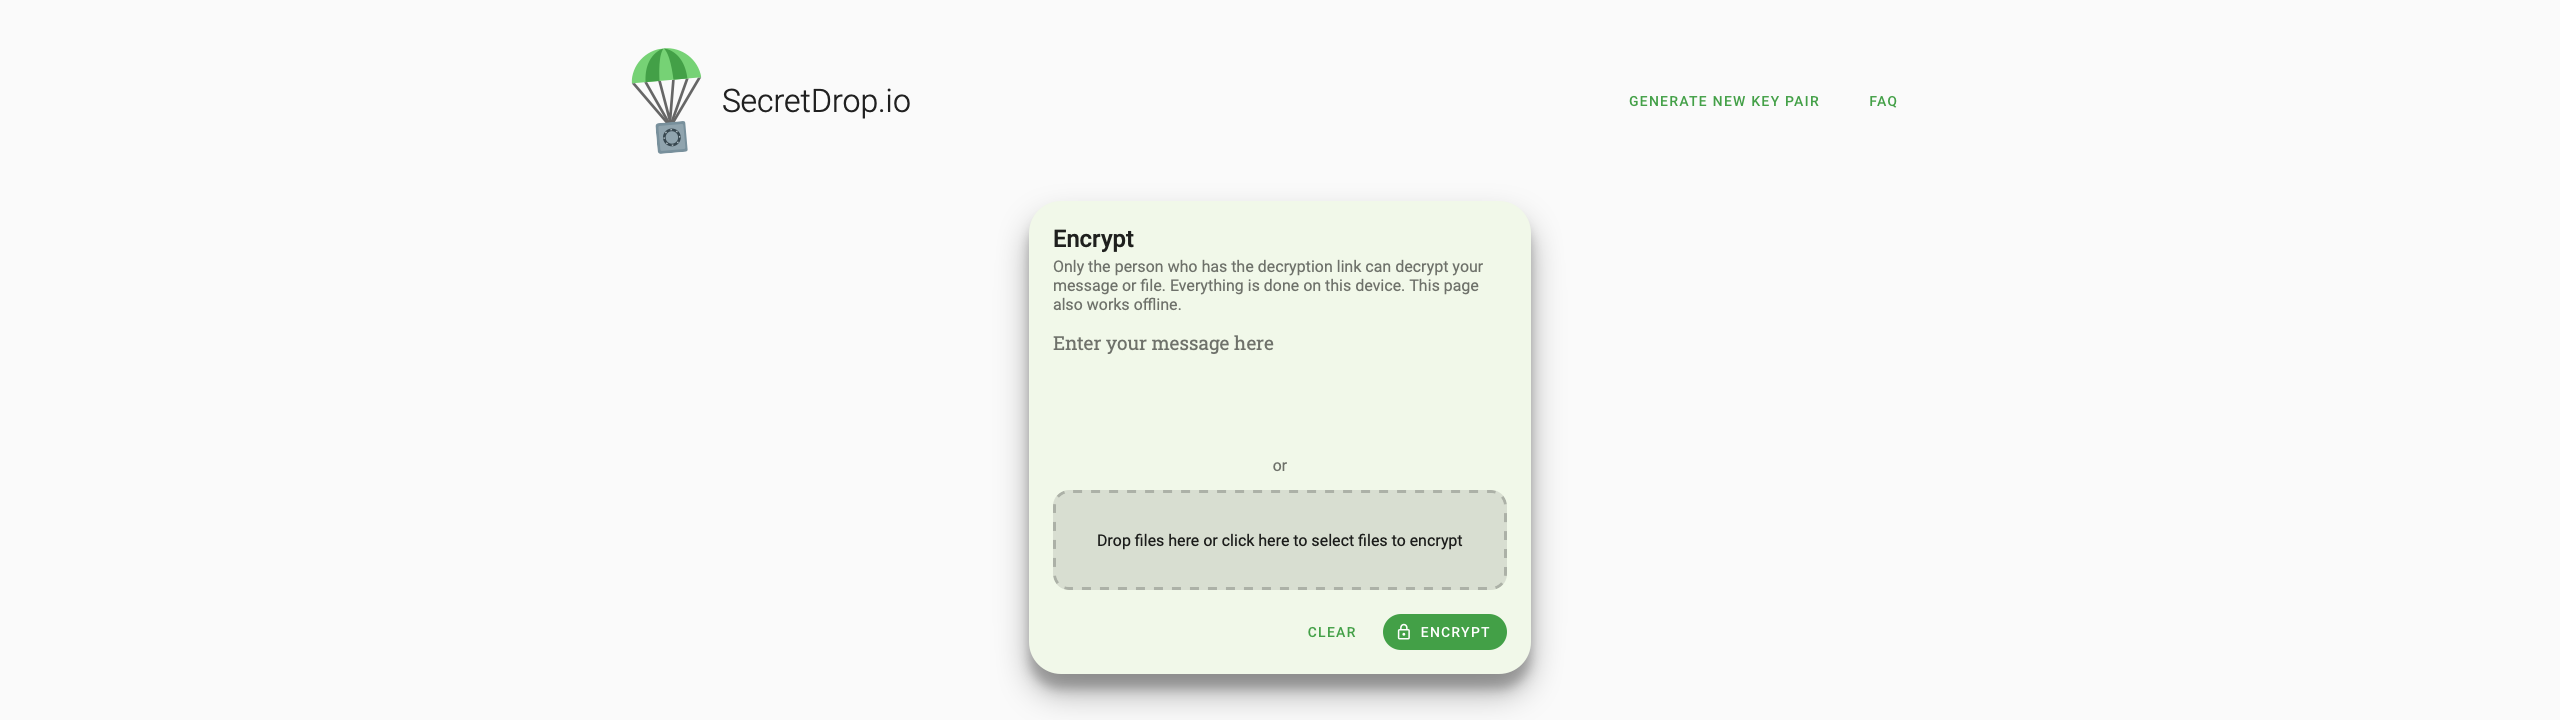 SecretDrop.io
GENERATE NEW KEY PAIR
FAQ
Encrypt
Only the person who has the decryption link can decrypt your
message or file. Everything is done on this device. This page
also works offline.
Enter your message here
or
Drop files here or click here to select files to encrypt
CLEAR
ENCRYPT